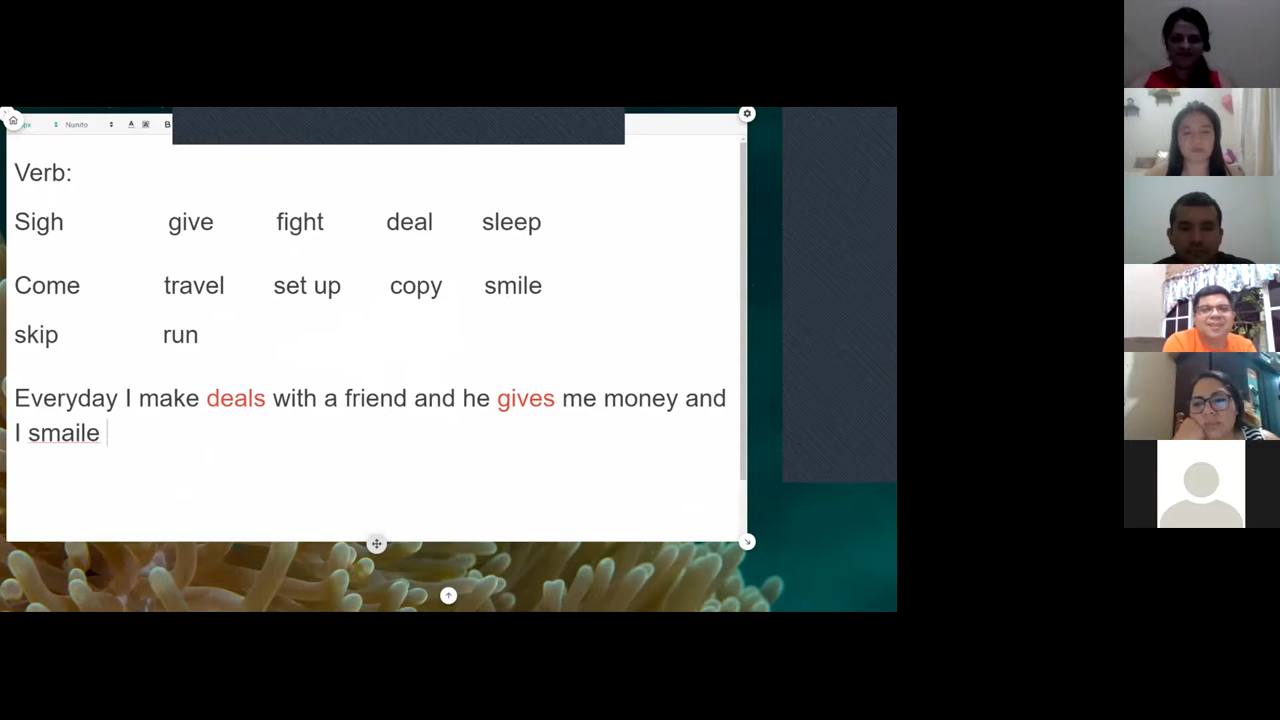 Nunito A A B
Verb:
Sigh give fight deal sleep
Come travel set up copy smile
skip run
Everyday I make deals with a friend and he gives me money and
I smaile